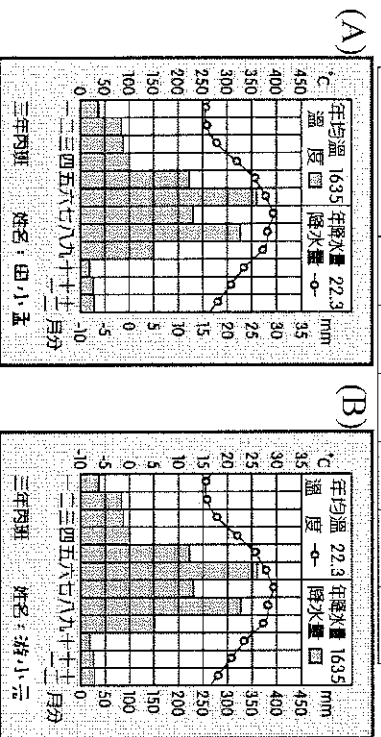 (A)
年均溫 1635 年降水量 22.3
溫度 降水量
°C 450 400 350 300 250 200 150 100 50 0
mm 30 25 20 15 10 5 0 -5 -10
一二三四五六七八九十十一十二月分
三年丙班 姓名：田小孟
(B)
年均溫 22.3 年降水量 1635
溫度 降水量
°C 35 30 25 20 15 10 5 0 -5 -10
mm 400 350 300 250 200 150 100 50 0
一二三四五六七八九十十一十二月分
三年丙班 姓名：游小元